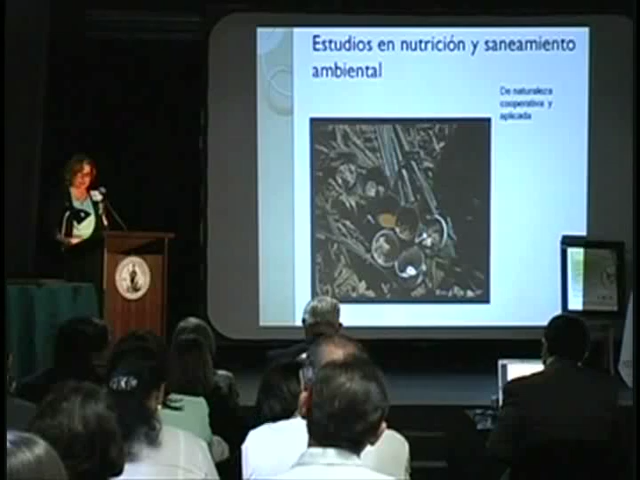 Estudios en nutrición y saneamiento
ambiental
De naturaleza
cooperativa y
aplicada